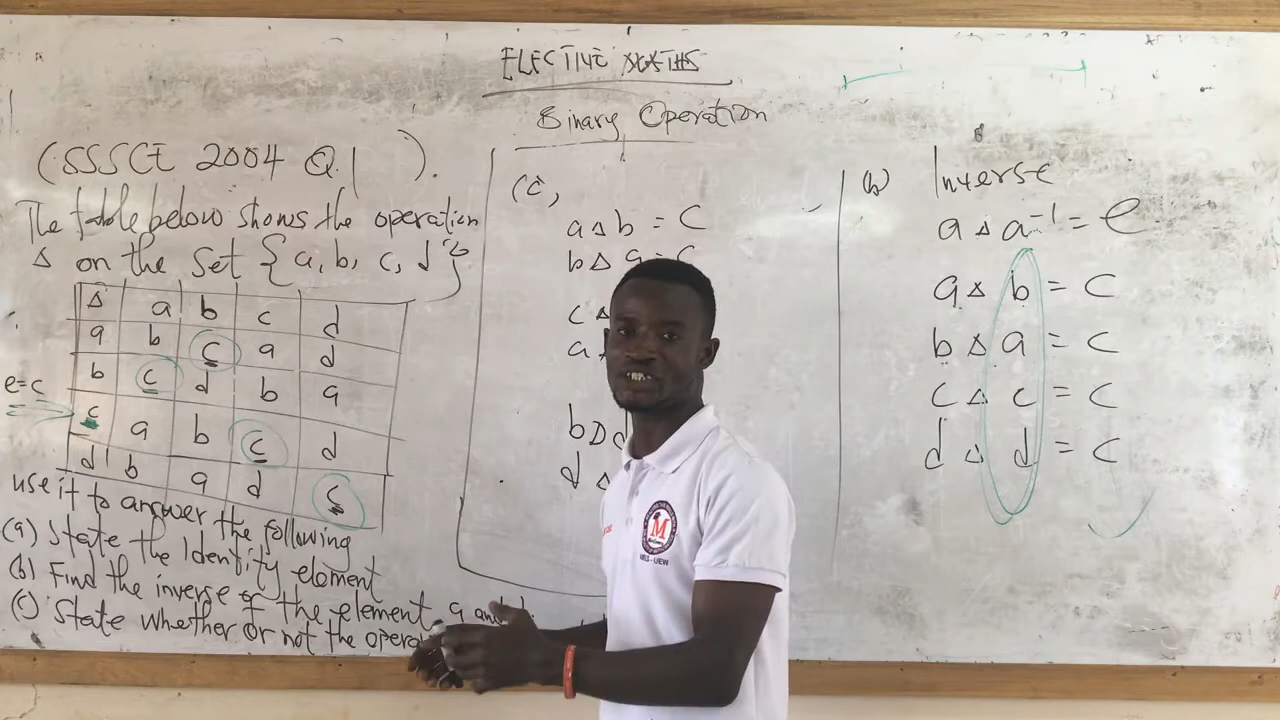 ELECTIVE MATHS
Binary Operation
(SSSCE 2004 Q.1).
The table below shows the operation
Δ on the set {a, b, c, d}
Δ a b c d
a b c a d
b c d b a
e=c
c a b c d
d b a d c
use it to answer the following
(a) State the Identity element
(b) Find the inverse of the element a and
(c) State whether or not the opera
(c,
a Δ b = C
b Δ a = C
c Δ
a
b Δ d
d Δ
(b) Inverse
a Δ a⁻¹ = e
a Δ b = C
b Δ a = C
c Δ c = C
d Δ d = C
M
UEW